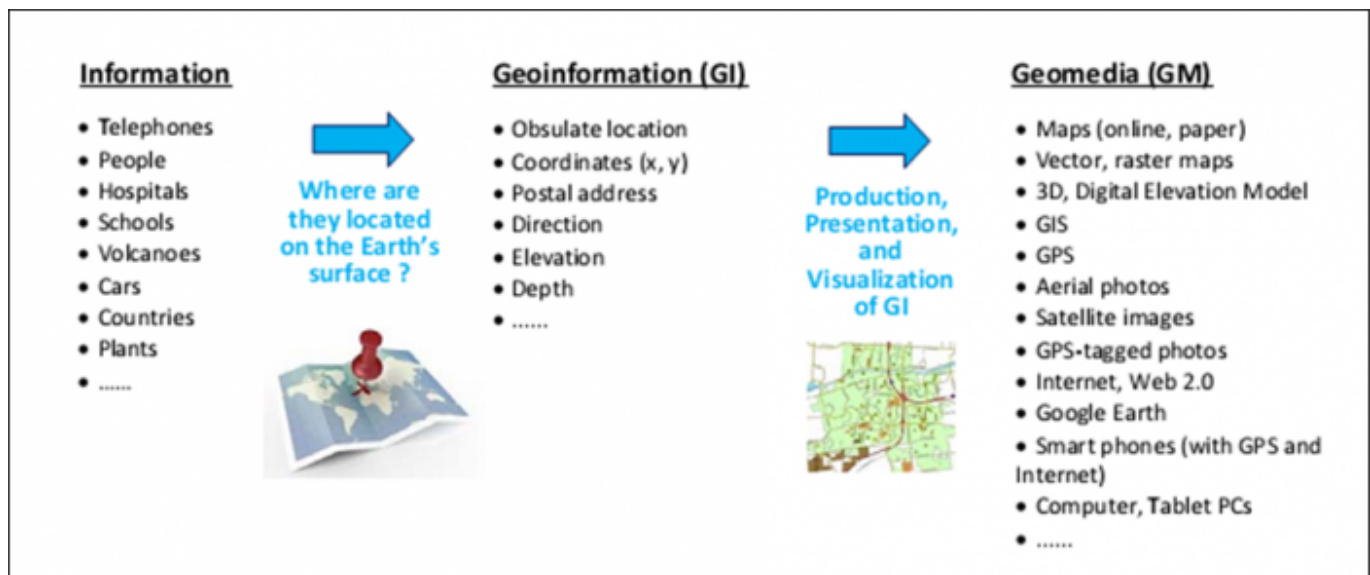 Information
• Telephones
• People
• Hospitals
• Schools
• Volcanoes
• Cars
• Countries
• Plants
• ......
Where are
they located
on the Earth's
surface ?
Geoinformation (GI)
• Obsulate location
• Coordinates (x, y)
• Postal address
• Direction
• Elevation
• Depth
• ......
Production,
Presentation,
and
Visualization
of GI
Geomedia (GM)
• Maps (online, paper)
• Vector, raster maps
• 3D, Digital Elevation Model
• GIS
• GPS
• Aerial photos
• Satellite images
• GPS-tagged photos
• Internet, Web 2.0
• Google Earth
• Smart phones (with GPS and
Internet)
• Computer, Tablet PCs
• ......